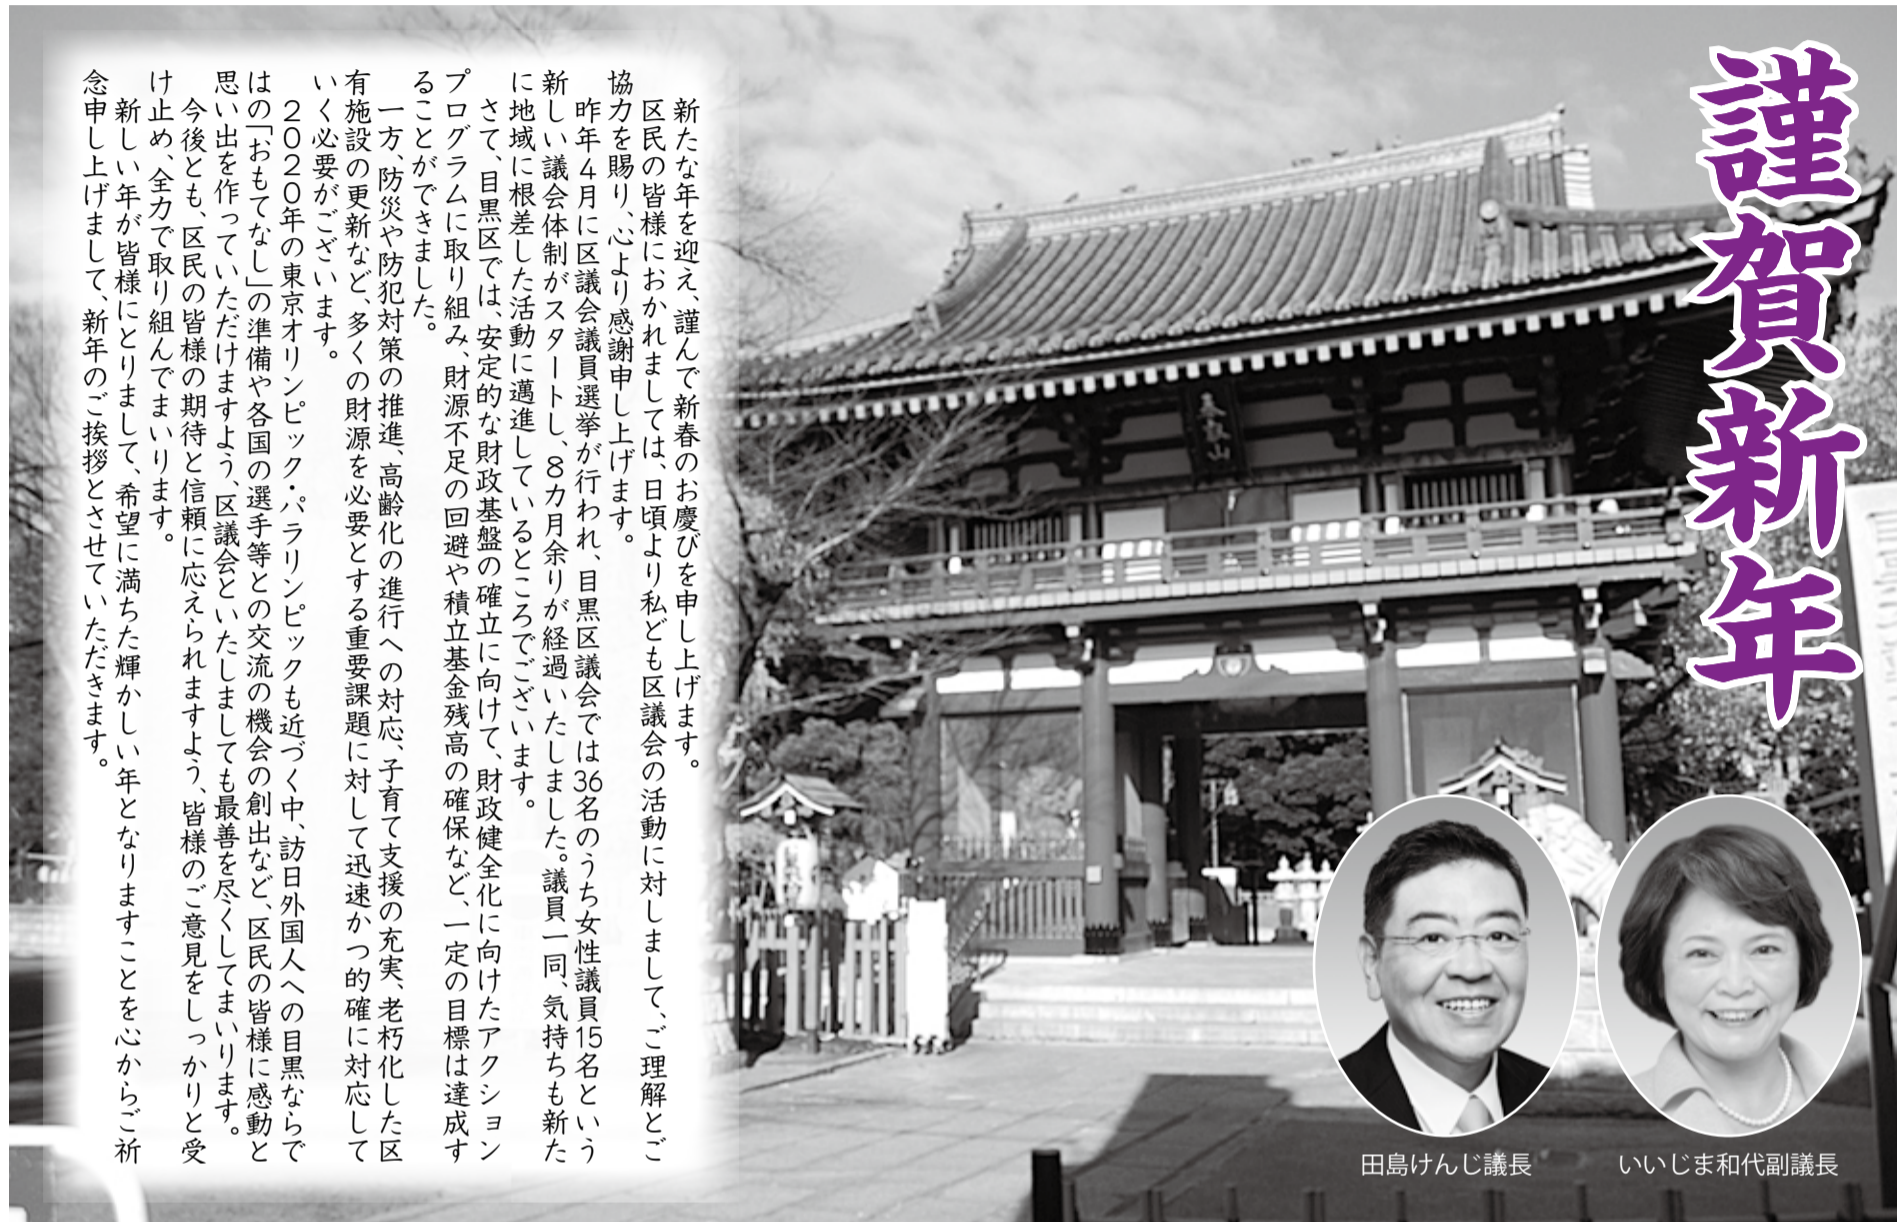 謹賀新年
新たな年を迎え、謹んで新春のお慶びを申し上げます。
区民の皆様におかれましては、日頃より私ども区議会の活動に対しまして、ご理解とご
協力を賜り、心より感謝申し上げます。
昨年4月に区議会議員選挙が行われ、目黒区議会では36名のうち女性議員15名という
新しい議会体制がスタートし、8カ月余りが経過いたしました。議員一同、気持ちも新た
に地域に根差した活動に邁進しているところでございます。
さて、目黒区では、安定的な財政基盤の確立に向けて、財政健全化に向けたアクション
プログラムに取り組み、財源不足の回避や積立基金残高の確保など、一定の目標は達成す
ることができました。
一方、防災や防犯対策の推進、高齢化の進行への対応、子育て支援の充実、老朽化した区
有施設の更新など、多くの財源を必要とする重要課題に対して迅速かつ的確に対応して
いく必要がございます。
2020年の東京オリンピック・パラリンピックも近づく中、訪日外国人への目黒ならで
はの「おもてなし」の準備や各国の選手等との交流の機会の創出など、区民の皆様に感動と
思い出を作っていただけますよう、区議会といたしましても最善を尽くしてまいります。
今後とも、区民の皆様の期待と信頼に応えられますよう、皆様のご意見をしっかりと受
け止め、全力で取り組んでまいります。
新しい年が皆様にとりまして、希望に満ちた輝かしい年となりますことを心からご祈
念申し上げまして、新年のご挨拶とさせていただきます。
田島けんじ議長
いいじま和代副議長